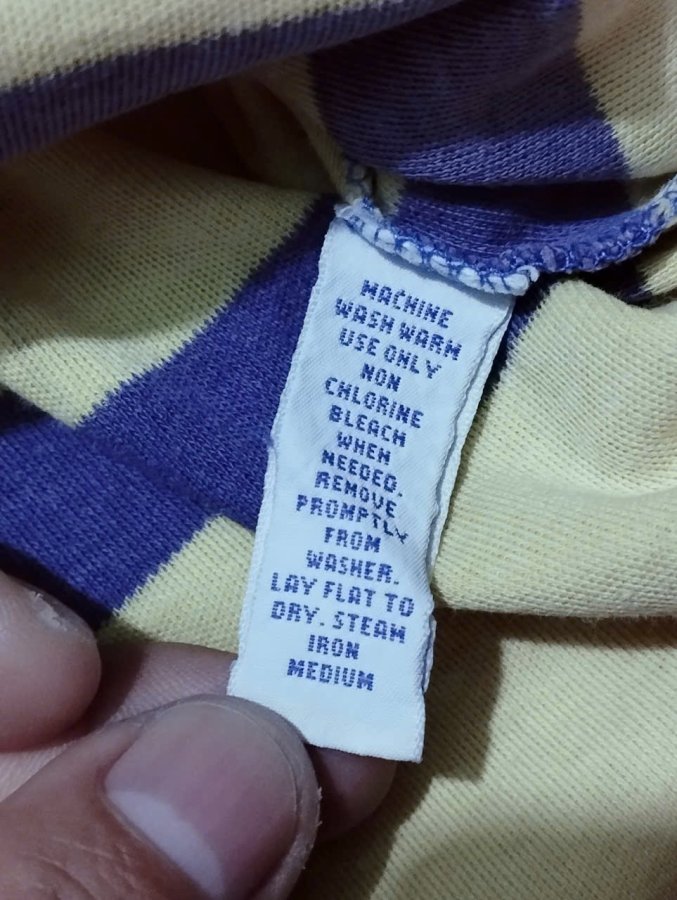 MACHINE
WASH WARM
USE ONLY
NON
CHLORINE
BLEACH
WHEN
NEEDED.
REMOVE
PROMPTLY
FROM
WASHER.
LAY FLAT TO
DRY. STEAM
IRON
MEDIUM